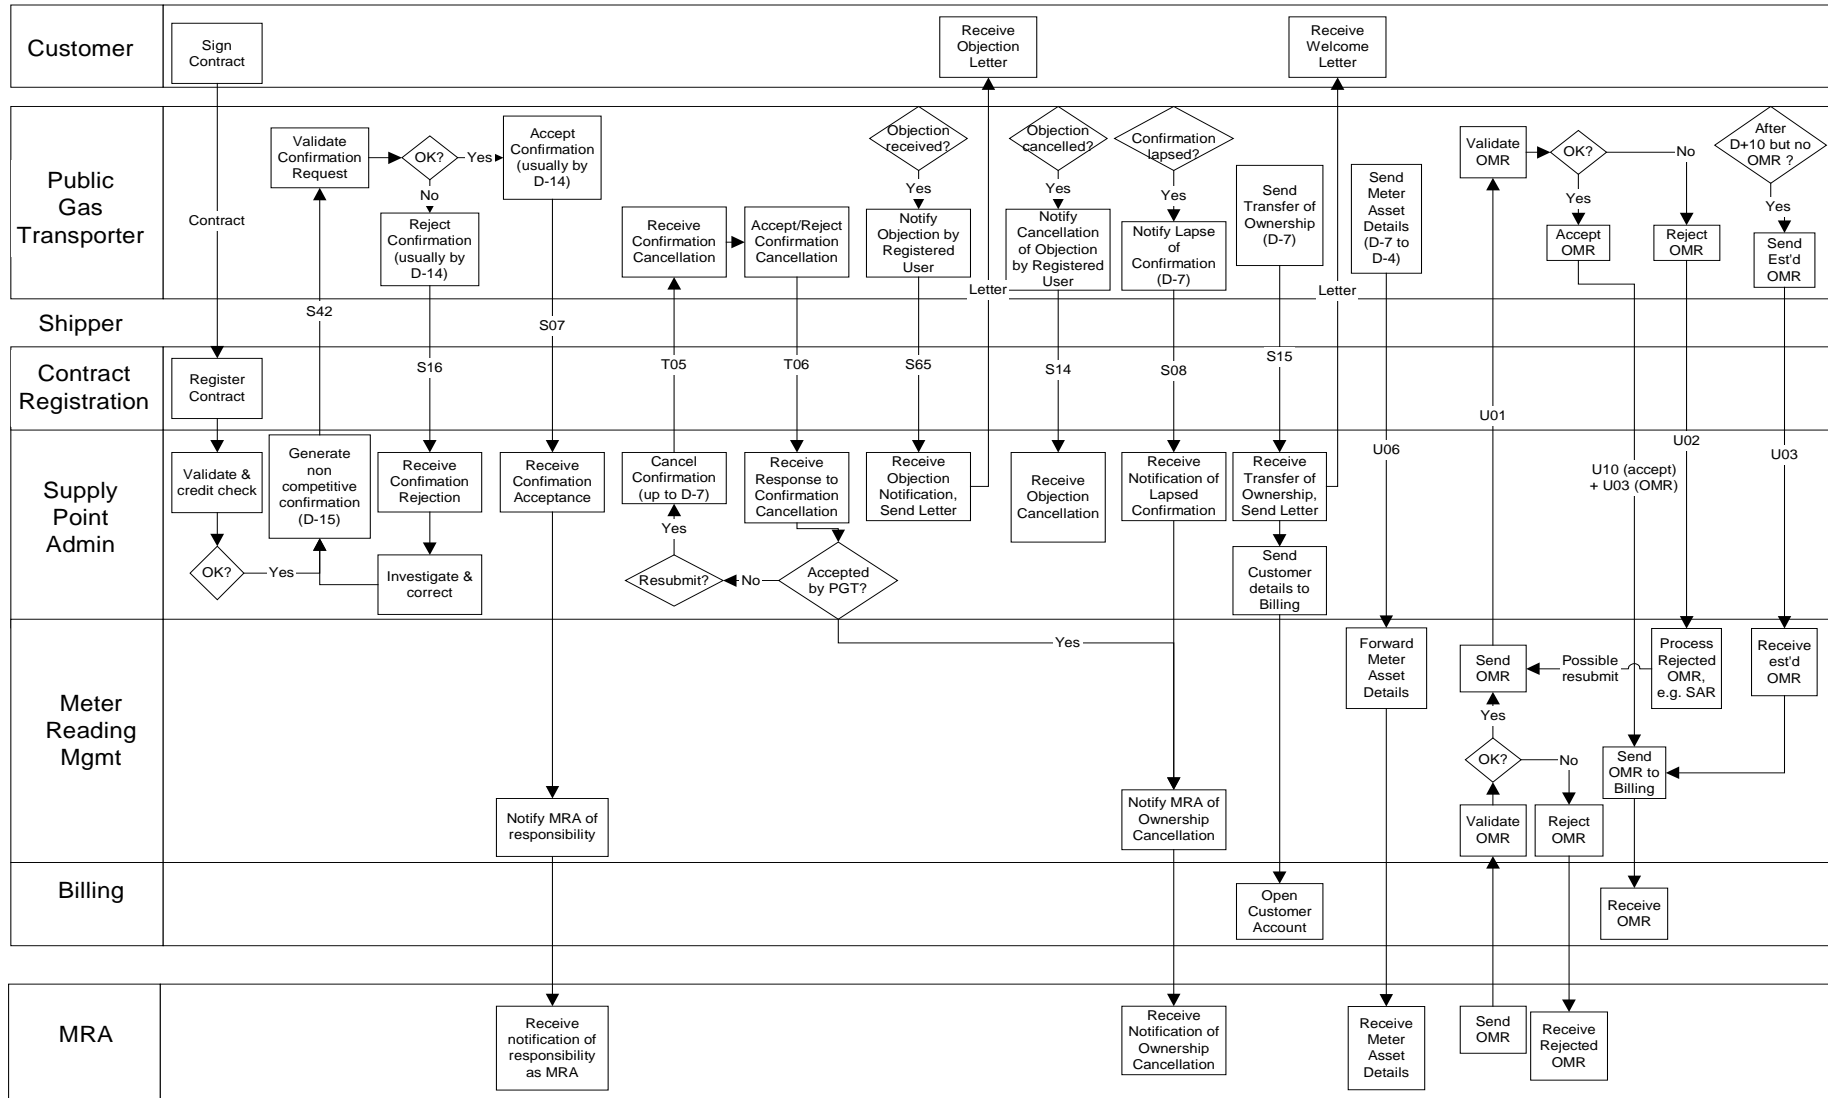 Customer
Sign
Contract
Receive
Objection
Letter
Receive
Welcome
Letter
Public
Gas
Transporter
Contract
Validate
Confirmation
Request
OK?
Yes
No
Accept
Confirmation
(usually by
D-14)
Reject
Confirmation
(usually by
D-14)
Receive
Confirmation
Cancellation
Accept/Reject
Confirmation
Cancellation
Objection
received?
Yes
Notify
Objection by
Registered
User
Letter
Objection
cancelled?
Yes
Notify
Cancellation
of Objection
by Registered
User
Confirmation
lapsed?
Yes
Notify Lapse
of
Confirmation
(D-7)
Send
Transfer of
Ownership
(D-7)
Letter
Send
Meter
Asset
Details
(D-7 to
D-4)
Validate
OMR
OK?
No
Yes
Accept
OMR
Reject
OMR
After
D+10 but no
OMR ?
Yes
Send
Est'd
OMR
Shipper
S42
S07
Contract
Registration
Register
Contract
S16
T05
T06
S65
S14
S08
S15
U01
U06
U02
U03
U10 (accept)
+ U03 (OMR)
Supply
Point
Admin
Validate &
credit check
OK?
Yes
Generate
non
competitive
confirmation
(D-15)
Receive
Confimation
Rejection
Investigate &
correct
Receive
Confimation
Acceptance
Cancel
Confirmation
(up to D-7)
Yes
Resubmit?
No
Receive
Response to
Confirmation
Cancellation
Accepted
by PGT?
Receive
Objection
Notification,
Send Letter
Receive
Objection
Cancellation
Receive
Notification of
Lapsed
Confirmation
Receive
Transfer of
Ownership,
Send Letter
Send
Customer
details to
Billing
Meter
Reading
Mgmt
Yes
Notify MRA of
responsibility
Notify MRA of
Ownership
Cancellation
Forward
Meter
Asset
Details
Send
OMR
Possible
resubmit
Process
Rejected
OMR,
e.g. SAR
Receive
est'd
OMR
Yes
OK?
No
Send
OMR to
Billing
Validate
OMR
Reject
OMR
Billing
Open
Customer
Account
Receive
OMR
MRA
Receive
notification of
responsibility
as MRA
Receive
Notification of
Ownership
Cancellation
Receive
Meter
Asset
Details
Send
OMR
Receive
Rejected
OMR